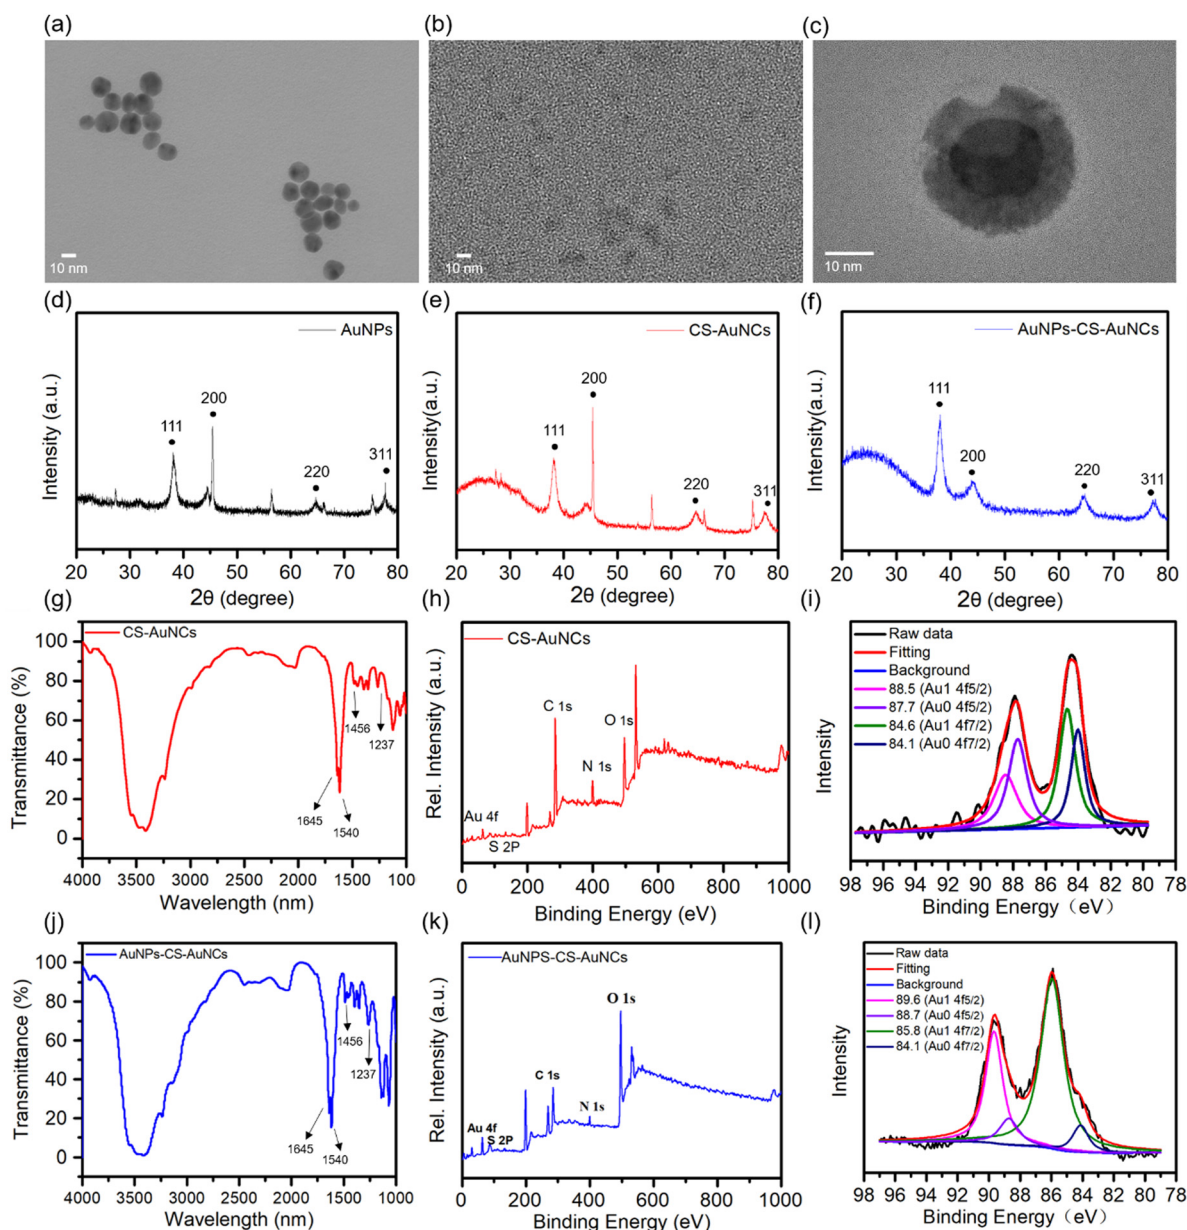 (a)
(b)
(c)
10 nm
10 nm
10 nm
(d)
(e)
(f)
AuNPs
CS-AuNCs
AuNPs-CS-AuNCs
111
200
220
311
111
200
220
311
111
200
220
311
Intensity (a.u.)
Intensity(a.u.)
Intensity(a.u.)
20 30 40 50 60 70 80
20 30 40 50 60 70 80
20 30 40 50 60 70 80
2θ (degree)
2θ (degree)
2θ (degree)
(g)
(h)
(i)
CS-AuNCs
100
80
60
40
20
0
Transmittance (%)
1456
1237
1645
1540
4000 3500 3000 2500 2000 1500 100
Wavelength (nm)
CS-AuNCs
Rel. Intensity (a.u.)
C 1s
O 1s
N 1s
Au 4f
S 2P
0 200 400 600 800 1000
Binding Energy (eV)
Raw data
Fitting
Background
88.5 (Au1 4f5/2)
87.7 (Au0 4f5/2)
84.6 (Au1 4f7/2)
84.1 (Au0 4f7/2)
Intensity
98 96 94 92 90 88 86 84 82 80 78
Binding Energy（eV）
(j)
(k)
(l)
AuNPs-CS-AuNCs
100
80
60
40
20
0
Transmittance (%)
1456
1237
1645
1540
4000 3500 3000 2500 2000 1500 1000
Wavelength (nm)
AuNPS-CS-AuNCs
Rel. Intensity (a.u.)
O 1s
C 1s
N 1s
Au 4f
S 2P
0 200 400 600 800 1000
Binding Energy (eV)
Raw data
Fitting
Background
89.6 (Au1 4f5/2)
88.7 (Au0 4f5/2)
85.8 (Au1 4f7/2)
84.1 (Au0 4f7/2)
Intensity
98 96 94 92 90 88 86 84 82 80 78
Binding Energy (eV)